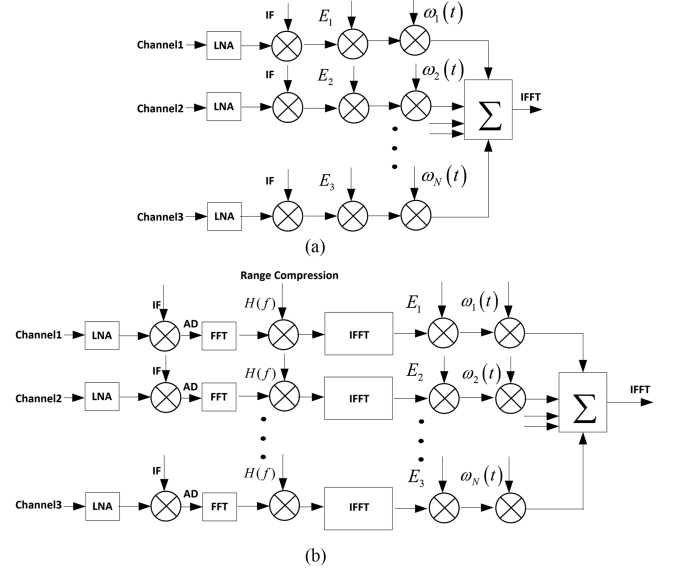 IF E₁ ω₁(t)
Channel1 LNA
IF E₂ ω₂(t)
Channel2 LNA ∑ IFFT
IF E₃ ω_N(t)
Channel3 LNA
(a)
Range Compression
IF H(f) E₁ ω₁(t)
Channel1 LNA AD FFT IFFT
IF H(f) E₂ ω₂(t)
Channel2 LNA AD FFT IFFT ∑ IFFT
IF H(f) E₃ ω_N(t)
Channel3 LNA AD FFT IFFT
(b)